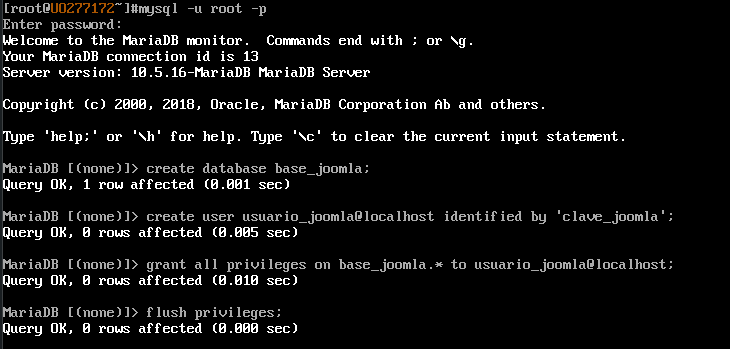 [root@UO277172~]#mysql -u root -p
Enter password:
Welcome to the MariaDB monitor.  Commands end with ; or \g.
Your MariaDB connection id is 13
Server version: 10.5.16-MariaDB MariaDB Server
Copyright (c) 2000, 2018, Oracle, MariaDB Corporation Ab and others.
Type 'help;' or '\h' for help. Type '\c' to clear the current input statement.
MariaDB [(none)]> create database base_joomla;
Query OK, 1 row affected (0.001 sec)
MariaDB [(none)]> create user usuario_joomla@localhost identified by 'clave_joomla';
Query OK, 0 rows affected (0.005 sec)
MariaDB [(none)]> grant all privileges on base_joomla.* to usuario_joomla@localhost;
Query OK, 0 rows affected (0.010 sec)
MariaDB [(none)]> flush privileges;
Query OK, 0 rows affected (0.000 sec)